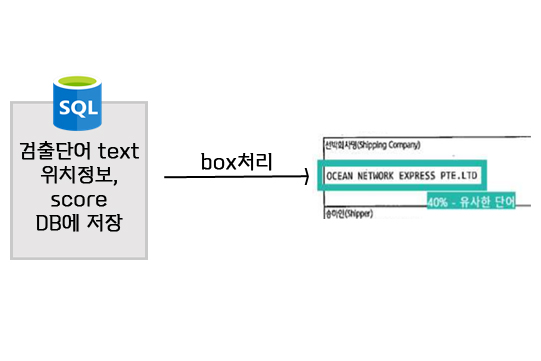 SQL
검출단어 text
위치정보,
score
DB에 저장
box처리
선박회사명(Shipping Company)
OCEAN NETWORK EXPRESS PTE.LTD
40% - 유사한 단어
송하인(Shipper)